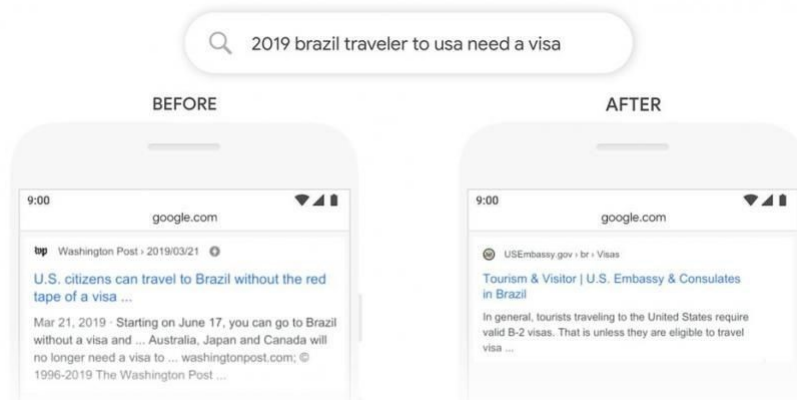 2019 brazil traveler to usa need a visa
BEFORE
9:00
google.com
Washington Post › 2019/03/21
U.S. citizens can travel to Brazil without the red
tape of a visa ...
Mar 21, 2019 · Starting on June 17, you can go to Brazil
without a visa and ... Australia, Japan and Canada will
no longer need a visa to ... washingtonpost.com; ©
1996-2019 The Washington Post ...
AFTER
9:00
google.com
USEmbassy.gov › br › Visas
Tourism & Visitor | U.S. Embassy & Consulates
in Brazil
In general, tourists traveling to the United States require
valid B-2 visas. That is unless they are eligible to travel
visa ...